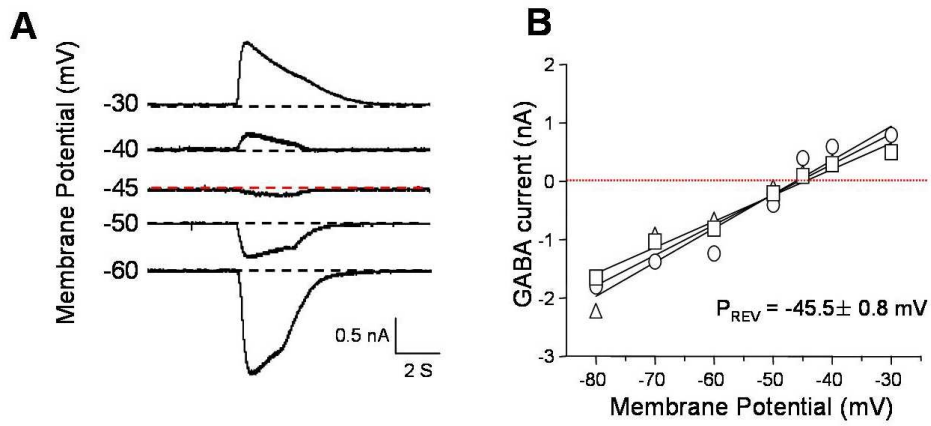 A
Membrane Potential (mV)
-30
-40
-45
-50
-60
0.5 nA
2 S
B
GABA current (nA)
2
1
0
-1
-2
-3
-80 -70 -60 -50 -40 -30
Membrane Potential (mV)
PREV = -45.5± 0.8 mV